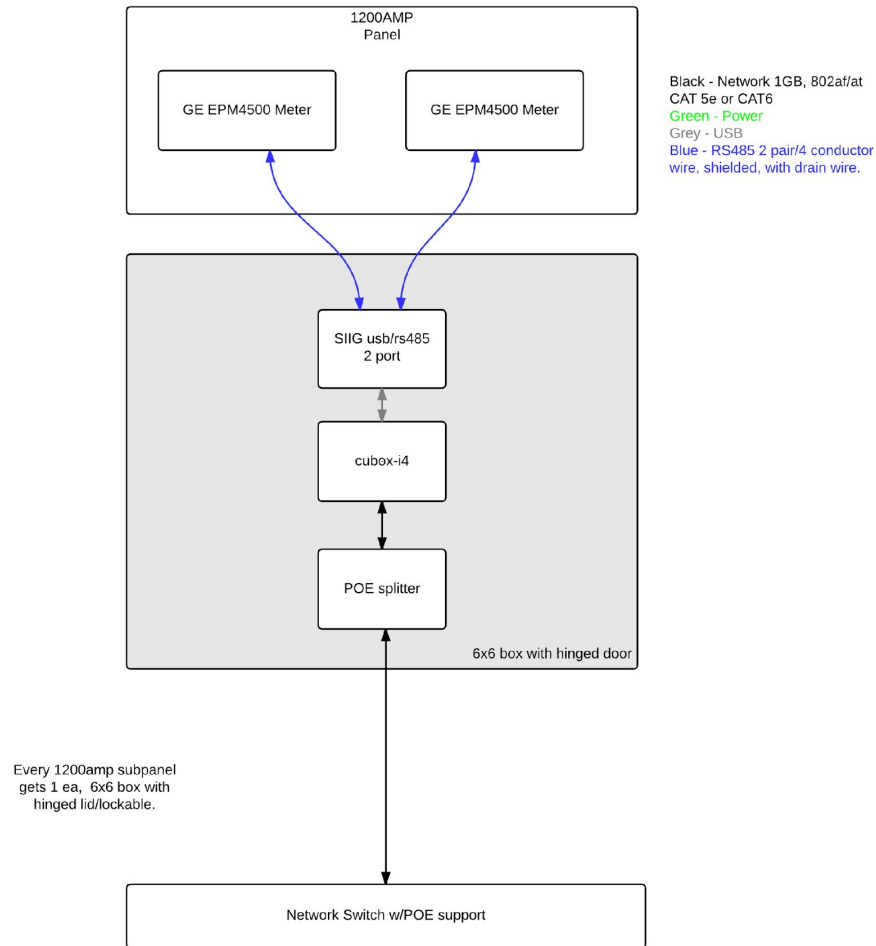 1200AMP
Panel
GE EPM4500 Meter
GE EPM4500 Meter
Black - Network 1GB, 802af/at
CAT 5e or CAT6
Green - Power
Grey - USB
Blue - RS485 2 pair/4 conductor
wire, shielded, with drain wire.
SIIG usb/rs485
2 port
cubox-i4
POE splitter
6x6 box with hinged door
Every 1200amp subpanel
gets 1 ea,  6x6 box with
hinged lid/lockable.
Network Switch w/POE support